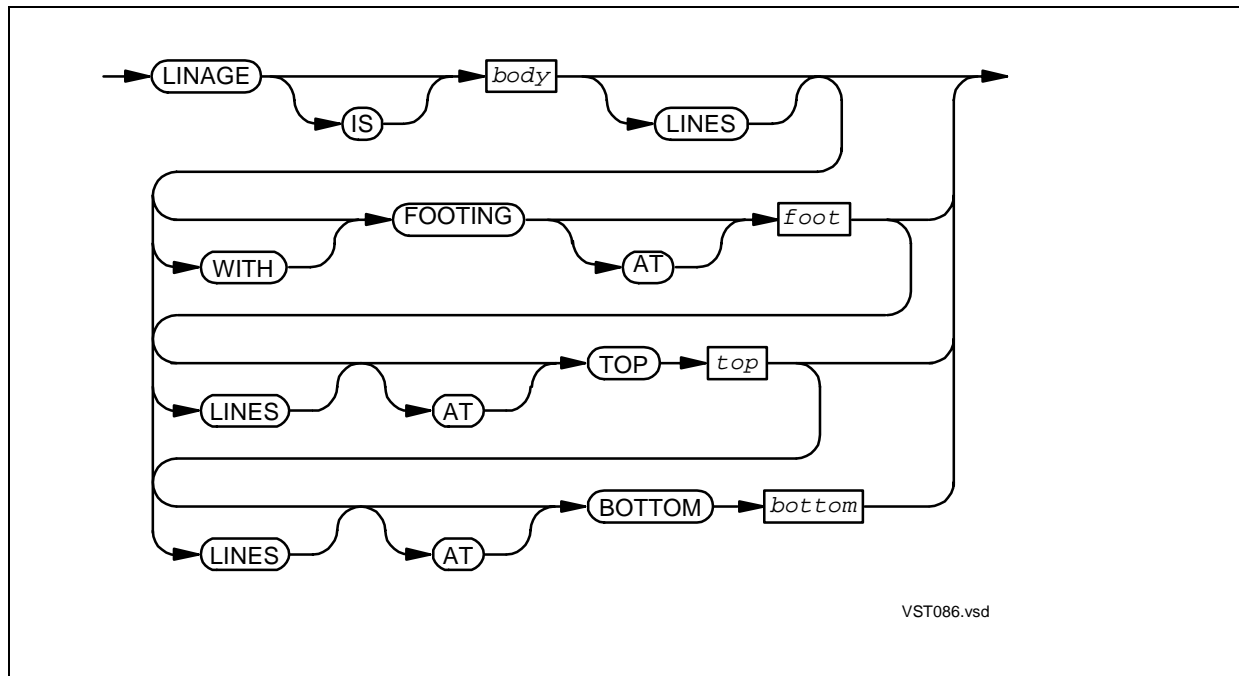 LINAGE body
IS LINES
FOOTING foot
WITH AT
TOP top
LINES AT
BOTTOM bottom
LINES AT
VST086.vsd